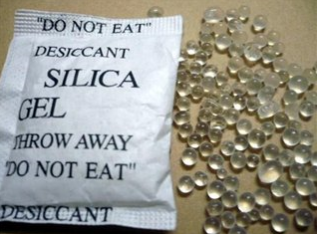 "DO NOT EAT"
DESICCANT
SILICA
GEL
THROW AWAY
"DO NOT EAT"
DESICCANT